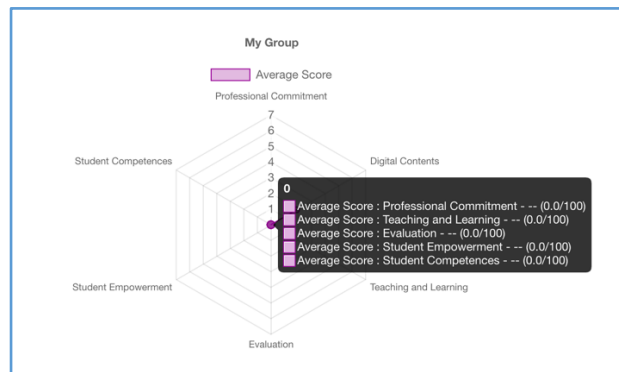 My Group
Average Score
Professional Commitment
7
6
5
4
3
2
1
Student Competences
Digital Contents
0
Average Score : Professional Commitment - -- (0.0/100)
Average Score : Teaching and Learning - -- (0.0/100)
Average Score : Evaluation - -- (0.0/100)
Average Score : Student Empowerment - -- (0.0/100)
Average Score : Student Competences - -- (0.0/100)
Student Empowerment
Teaching and Learning
Evaluation